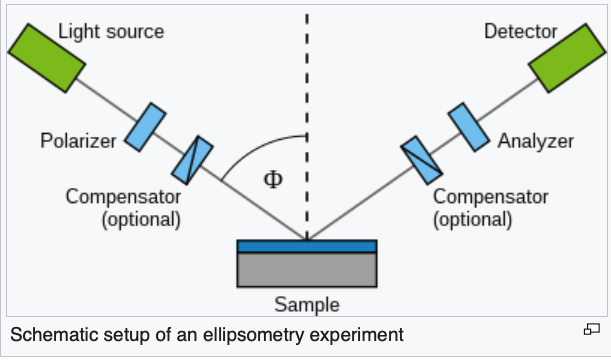 Light source
Detector
Polarizer
Analyzer
Φ
Compensator
(optional)
Compensator
(optional)
Sample
Schematic setup of an ellipsometry experiment